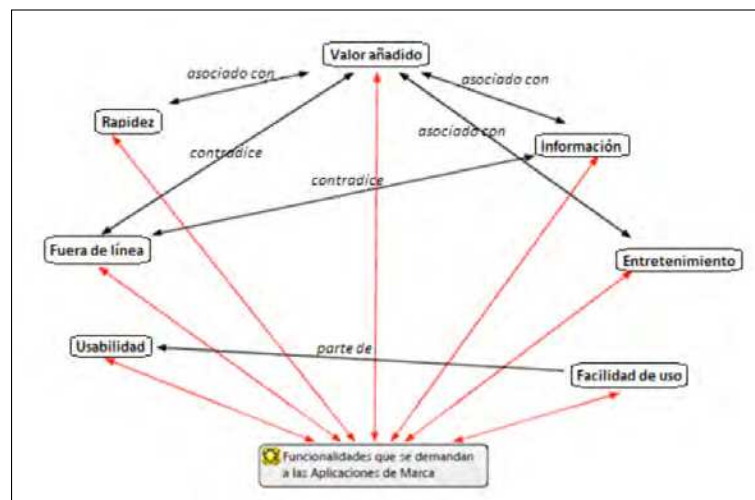 Valor añadido
asociado con
asociado con
Rapidez
asociado con
Información
contradice
contradice
Fuera de línea
Entretenimiento
Usabilidad
parte de
Facilidad de uso
Funcionalidades que se demandan
a las Aplicaciones de Marca